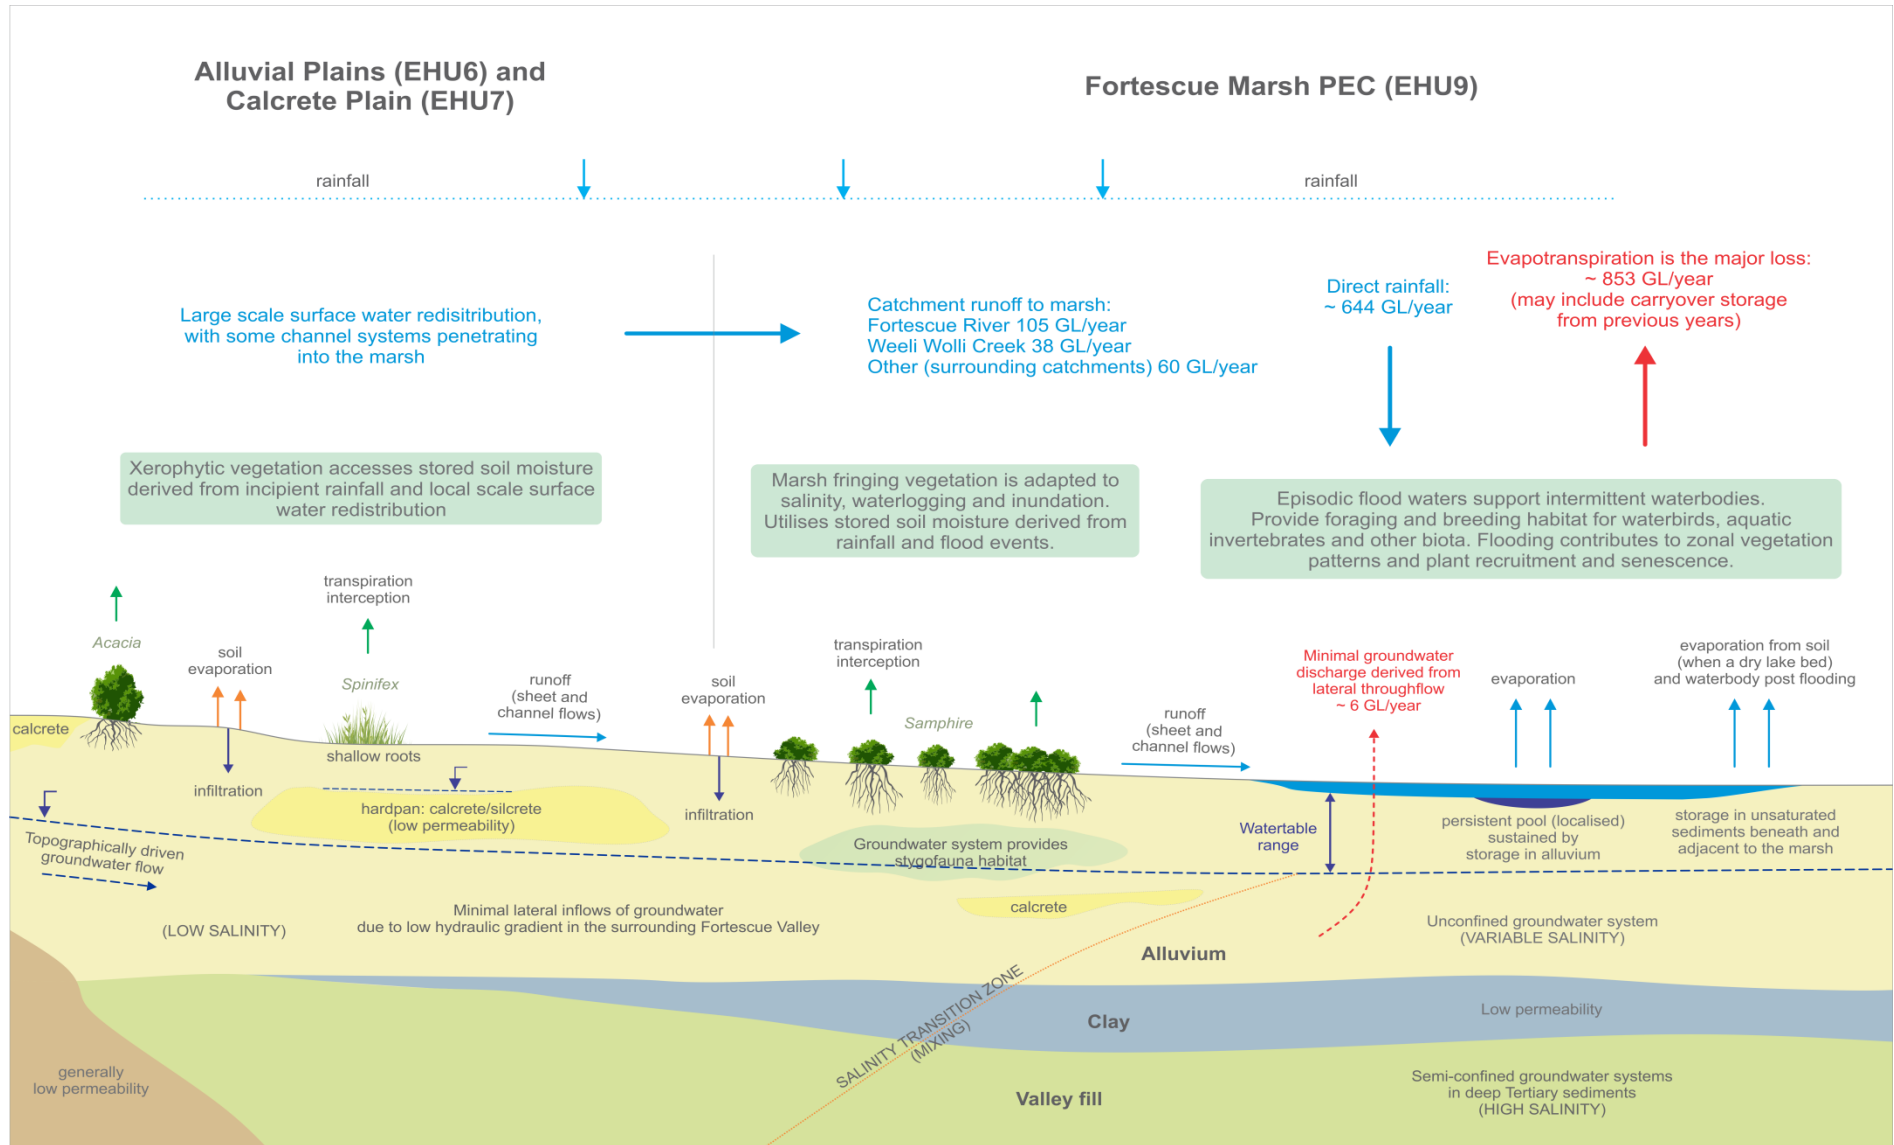 Alluvial Plains (EHU6) and
Calcrete Plain (EHU7)
Fortescue Marsh PEC (EHU9)
rainfall
rainfall
Large scale surface water redisitribution,
with some channel systems penetrating
into the marsh
Catchment runoff to marsh:
Fortescue River 105 GL/year
Weeli Wolli Creek 38 GL/year
Other (surrounding catchments) 60 GL/year
Direct rainfall:
~ 644 GL/year
Evapotranspiration is the major loss:
~ 853 GL/year
(may include carryover storage
from previous years)
Xerophytic vegetation accesses stored soil moisture
derived from incipient rainfall and local scale surface
water redistribution
Marsh fringing vegetation is adapted to
salinity, waterlogging and inundation.
Utilises stored soil moisture derived from
rainfall and flood events.
Episodic flood waters support intermittent waterbodies.
Provide foraging and breeding habitat for waterbirds, aquatic
invertebrates and other biota. Flooding contributes to zonal vegetation
patterns and plant recruitment and senescence.
Acacia
soil
evaporation
transpiration
interception
Spinifex
runoff
(sheet and
channel flows)
soil
evaporation
transpiration
interception
Samphire
runoff
(sheet and
channel flows)
Minimal groundwater
discharge derived from
lateral throughflow
~ 6 GL/year
evaporation
evaporation from soil
(when a dry lake bed)
and waterbody post flooding
calcrete
shallow roots
infiltration
hardpan: calcrete/silcrete
(low permeability)
infiltration
Groundwater system provides
stygofauna habitat
Watertable
range
persistent pool (localised)
sustained by
storage in alluvium
storage in unsaturated
sediments beneath and
adjacent to the marsh
Topographically driven
groundwater flow
(LOW SALINITY)
Minimal lateral inflows of groundwater
due to low hydraulic gradient in the surrounding Fortescue Valley
calcrete
Alluvium
Unconfined groundwater system
(VARIABLE SALINITY)
SALINITY TRANSITION ZONE
(MIXING)
Clay
Low permeability
generally
low permeability
Valley fill
Semi-confined groundwater systems
in deep Tertiary sediments
(HIGH SALINITY)